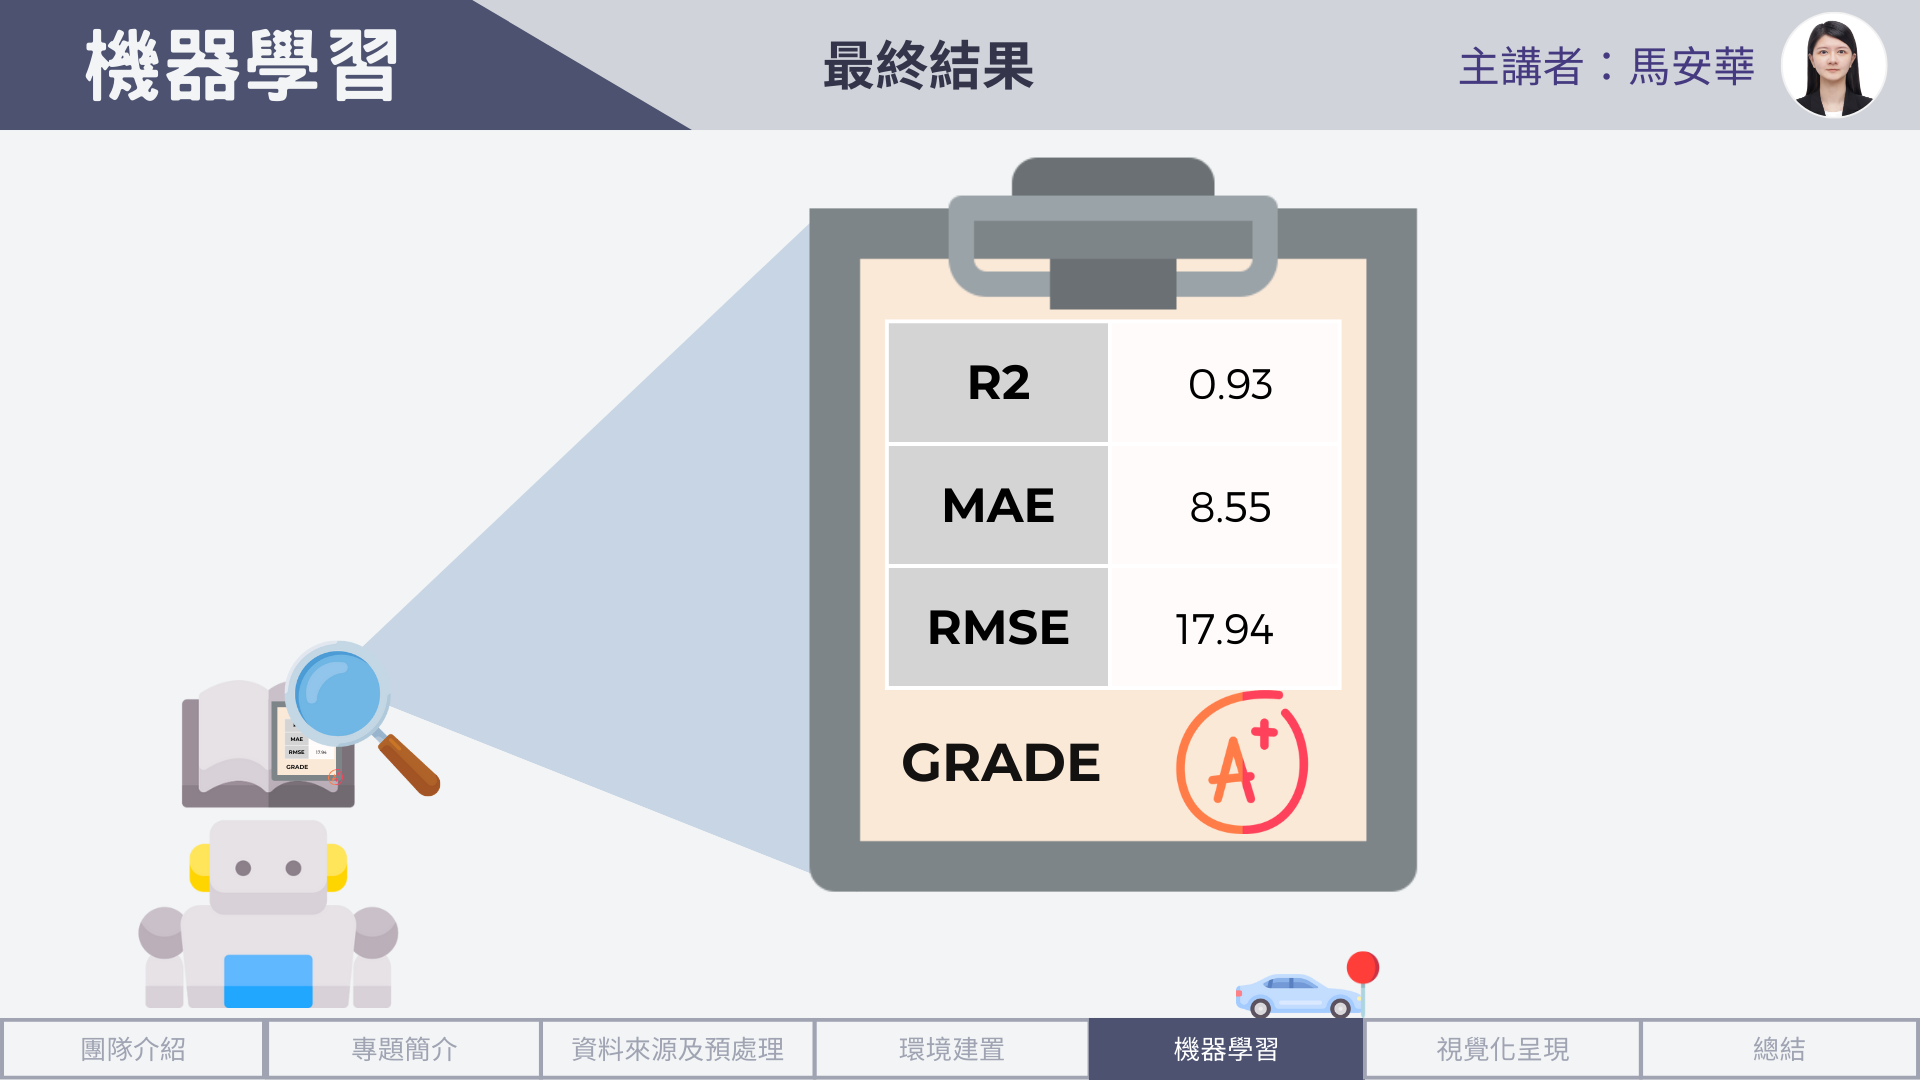 機器學習
最終結果
主講者：馬安華
R2 0.93
MAE 8.55
RMSE 17.94
GRADE A+
MAE
RMSE 17.94
GRADE
團隊介紹 專題簡介 資料來源及預處理 環境建置 機器學習 視覺化呈現 總結